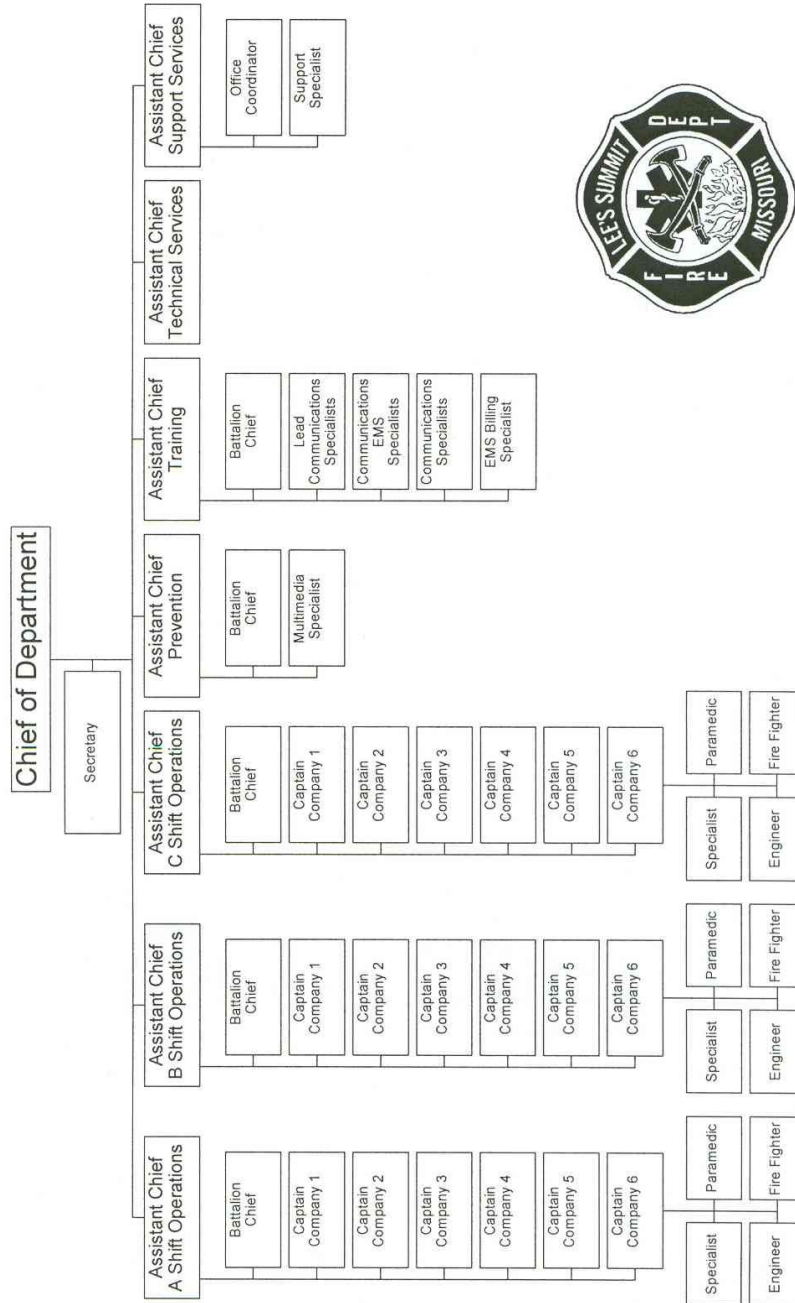 Chief of Department
Secretary
Assistant Chief
A Shift Operations
Battalion
Chief
Captain
Company 1
Captain
Company 2
Captain
Company 3
Captain
Company 4
Captain
Company 5
Captain
Company 6
Specialist
Paramedic
Engineer
Fire Fighter
Assistant Chief
B Shift Operations
Battalion
Chief
Captain
Company 1
Captain
Company 2
Captain
Company 3
Captain
Company 4
Captain
Company 5
Captain
Company 6
Specialist
Paramedic
Engineer
Fire Fighter
Assistant Chief
C Shift Operations
Battalion
Chief
Captain
Company 1
Captain
Company 2
Captain
Company 3
Captain
Company 4
Captain
Company 5
Captain
Company 6
Specialist
Paramedic
Engineer
Fire Fighter
Assistant Chief
Prevention
Battalion
Chief
Multimedia
Specialist
Assistant Chief
Training
Battalion
Chief
Lead
Communications
Specialists
Communications
EMS
Specialists
Communications
Specialists
EMS Billing
Specialist
Assistant Chief
Technical Services
Assistant Chief
Support Services
Office
Coordinator
Support
Specialist
LEE'S SUMMIT
FIRE
DEPT
MISSOURI